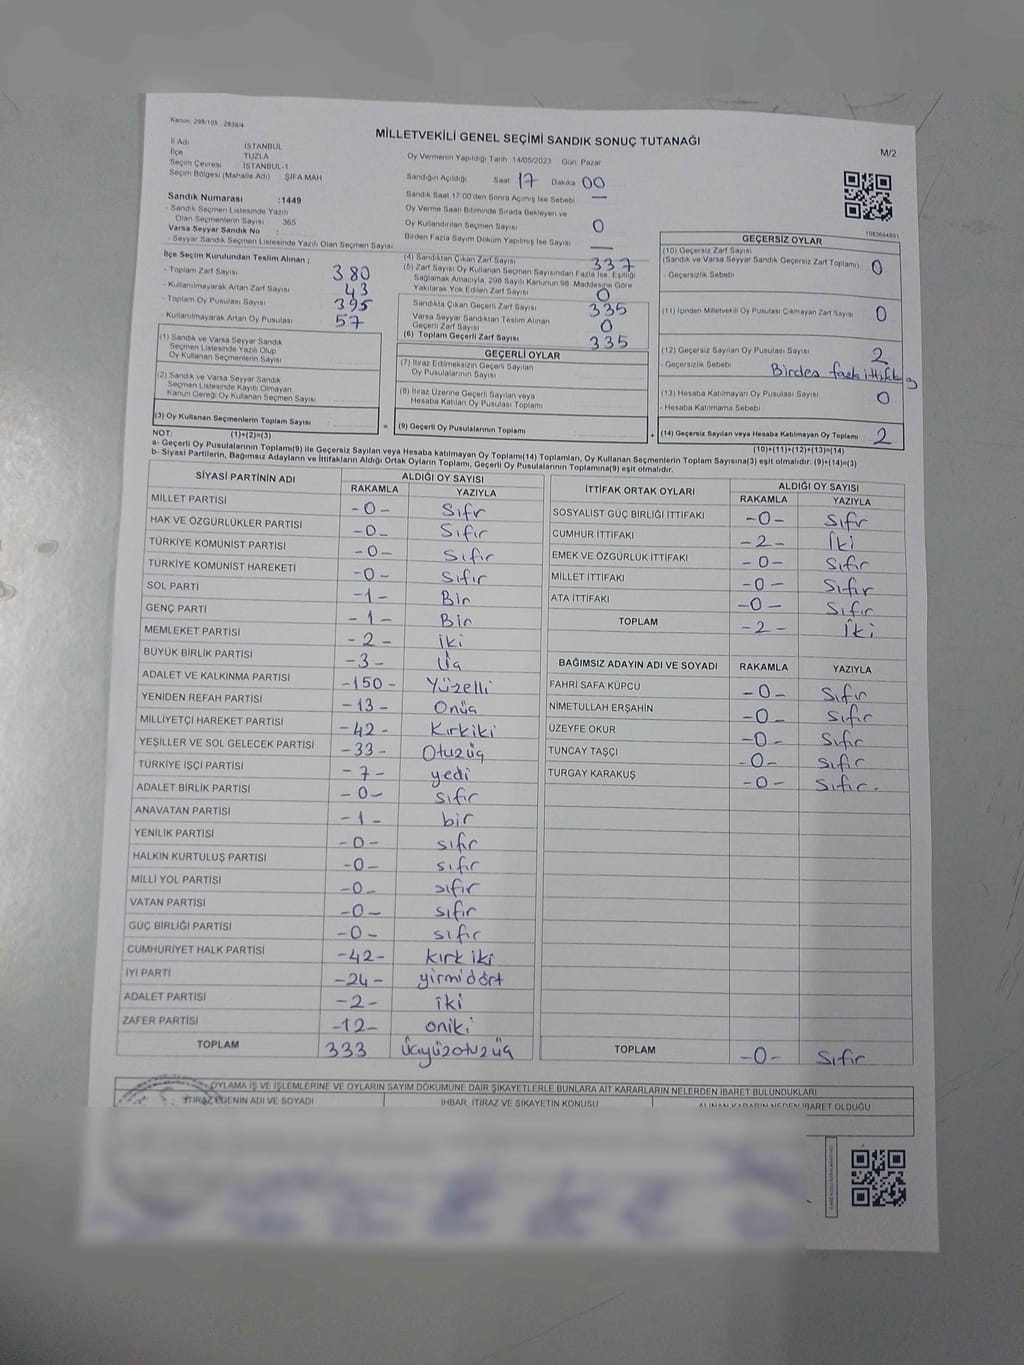 Kanun, 298/105 2839/4
MİLLETVEKİLİ GENEL SEÇİMİ SANDIK SONUÇ TUTANAĞI
M/2
İl Adı İSTANBUL
İlçe TUZLA
Seçim Çevresi İSTANBUL-1
Seçim Bölgesi (Mahalle Adı) ŞİFA MAH
Sandık Numarası :1449
- Sandık Seçmen Listesinde Yazılı
Olan Seçmenlerin Sayısı : 365
Varsa Seyyar Sandık No :
- Seyyar Sandık Seçmen Listesinde Yazılı Olan Seçmen Sayısı
Oy Vermenin Yapıldığı Tarih 14/05/2023 Gün Pazar
Sandığın Açıldığı Saat 17 Dakika 00
Sandık Saat 17.00'den Sonra Açılmış İse Sebebi —
Oy Verme Saati Bitiminde Sırada Bekleyen ve
Oy Kullandırılan Seçmen Sayısı 0
Birden Fazla Sayım Döküm Yapılmış İse Sayısı —
İlçe Seçim Kurulundan Teslim Alınan ;
- Toplam Zarf Sayısı 380
- Kullanılmayarak Artan Zarf Sayısı 43
- Toplam Oy Pusulası Sayısı 395
- Kullanılmayarak Artan Oy Pusulası 57
(4) Sandıktan Çıkan Zarf Sayısı 337
(5) Zarf Sayısı Oy Kullanan Seçmen Sayısından Fazla İse, Eşitliği
Sağlamak Amacıyla, 298 Sayılı Kanunun 98. Maddesine Göre
Yakılarak Yok Edilen Zarf Sayısı 0
Sandıkta Çıkan Geçerli Zarf Sayısı 335
Varsa Seyyar Sandıktan Teslim Alınan
Geçerli Zarf Sayısı 0
(6) Toplam Geçerli Zarf Sayısı 335
1083694891
GEÇERSİZ OYLAR
(10) Geçersiz Zarf Sayısı
(Sandık ve Varsa Seyyar Sandık Geçersiz Zarf Toplamı) 0
- Geçersizlik Sebebi
(11) İçinden Milletvekili Oy Pusulası Çıkmayan Zarf Sayısı 0
(12) Geçersiz Sayılan Oy Pusulası Sayısı 2
- Geçersizlik Sebebi Birden fazla
(13) Hesaba Katılmayan Oy Pusulası Sayısı 0
- Hesaba Katılmama Sebebi
(14) Geçersiz Sayılan veya Hesaba Katılmayan Oy Toplamı 2
(10)+(11)+(12)+(13)=(14)
(1) Sandık ve Varsa Seyyar Sandık
Seçmen Listesinde Yazılı Olup
Oy Kullanan Seçmenlerin Sayısı
(2) Sandık ve Varsa Seyyar Sandık
Seçmen Listesinde Kayıtlı Olmayan
Kanun Gereği Oy Kullanan Seçmen Sayısı
(3) Oy Kullanan Seçmenlerin Toplam Sayısı
GEÇERLİ OYLAR
(7) İtiraz Edilmeksizin Geçerli Sayılan
Oy Pusulalarının Sayısı
(8) İtiraz Üzerine Geçerli Sayılan veya
Hesaba Katılan Oy Pusulası Toplamı
= (9) Geçerli Oy Pusulalarının Toplamı +
NOT: (1)+(2)=(3)
a- Geçerli Oy Pusulalarının Toplamı(9) ile Geçersiz Sayılan veya Hesaba katılmayan Oy Toplamı(14) Toplamları, Oy Kullanan Seçmenlerin Toplam Sayısına(3) eşit olmalıdır. (9)+(14)=(3)
b- Siyasi Partilerin, Bağımsız Adayların ve İttifakların Aldığı Ortak Oyların Toplamı, Geçerli Oy Pusulalarının Toplamına(9) eşit olmalıdır.
SİYASİ PARTİNİN ADI ALDIĞI OY SAYISI
RAKAMLA YAZIYLA
MİLLET PARTİSİ -0- Sıfır
HAK VE ÖZGÜRLÜKLER PARTİSİ -0- Sıfır
TÜRKİYE KOMÜNİST PARTİSİ -0- Sıfır
TÜRKİYE KOMÜNİST HAREKETİ -0- Sıfır
SOL PARTİ -1- Bir
GENÇ PARTİ -1- Bir
MEMLEKET PARTİSİ -2- iki
BÜYÜK BİRLİK PARTİSİ -3- Üç
ADALET VE KALKINMA PARTİSİ -150- Yüzelli
YENİDEN REFAH PARTİSİ -13- Onüç
MİLLİYETÇİ HAREKET PARTİSİ -42- Kırkiki
YEŞİLLER VE SOL GELECEK PARTİSİ -33- Otuzüç
TÜRKİYE İŞÇİ PARTİSİ -7- yedi
ADALET BİRLİK PARTİSİ -0- sıfır
ANAVATAN PARTİSİ -1- bir
YENİLİK PARTİSİ -0- sıfır
HALKIN KURTULUŞ PARTİSİ -0- sıfır
MİLLİ YOL PARTİSİ -0- sıfır
VATAN PARTİSİ -0- sıfır
GÜÇ BİRLİĞİ PARTİSİ -0- sıfır
CUMHURİYET HALK PARTİSİ -42- kırk iki
İYİ PARTİ -24- yirmidört
ADALET PARTİSİ -2- iki
ZAFER PARTİSİ -12- oniki
TOPLAM 333 Üçyüzotuzüç
İTTİFAK ORTAK OYLARI ALDIĞI OY SAYISI
RAKAMLA YAZIYLA
SOSYALİST GÜÇ BİRLİĞİ İTTİFAKI -0- Sıfır
CUMHUR İTTİFAKI -2- İki
EMEK VE ÖZGÜRLÜK İTTİFAKI -0- Sıfır
MİLLET İTTİFAKI -0- Sıfır
ATA İTTİFAKI -0- Sıfır
TOPLAM -2- İki
BAĞIMSIZ ADAYIN ADI VE SOYADI RAKAMLA YAZIYLA
FAHRİ SAFA KÜPCÜ -0- Sıfır
NİMETULLAH ERŞAHİN -0- Sıfır
ÜZEYFE OKUR -0- Sıfır
TUNCAY TAŞÇI -0- Sıfır
TURGAY KARAKUŞ -0- Sıfır.
TOPLAM -0- Sıfır
OYLAMA İŞ VE İŞLEMLERİNE VE OYLARIN SAYIM DÖKÜMÜNE DAİR ŞİKAYETLERLE BUNLARA AİT KARARLARIN NELERDEN İBARET BULUNDUKLARI
İTİRAZ EDENİN ADI VE SOYADI İHBAR, İTİRAZ VE ŞİKAYETİN KONUSU ALINAN KARARIN NEDEN İBARET OLDUĞU